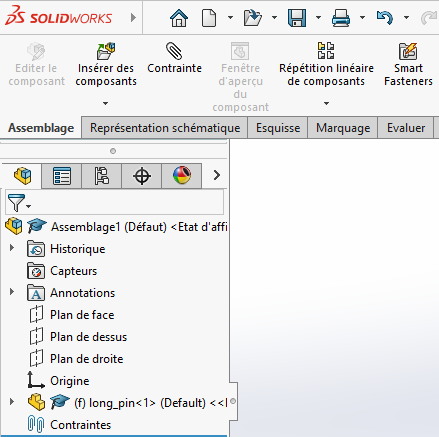 SOLIDWORKS
Editer le
composant
Insérer des
composants
Contrainte
Fenêtre
d'aperçu
du
composant
Répétition linéaire
de composants
Smart
Fasteners
Assemblage
Représentation schématique
Esquisse
Marquage
Evaluer
Assemblage1 (Défaut) <Etat d'affi
Historique
Capteurs
Annotations
Plan de face
Plan de dessus
Plan de droite
Origine
(f) long_pin<1> (Default) <<
Contraintes